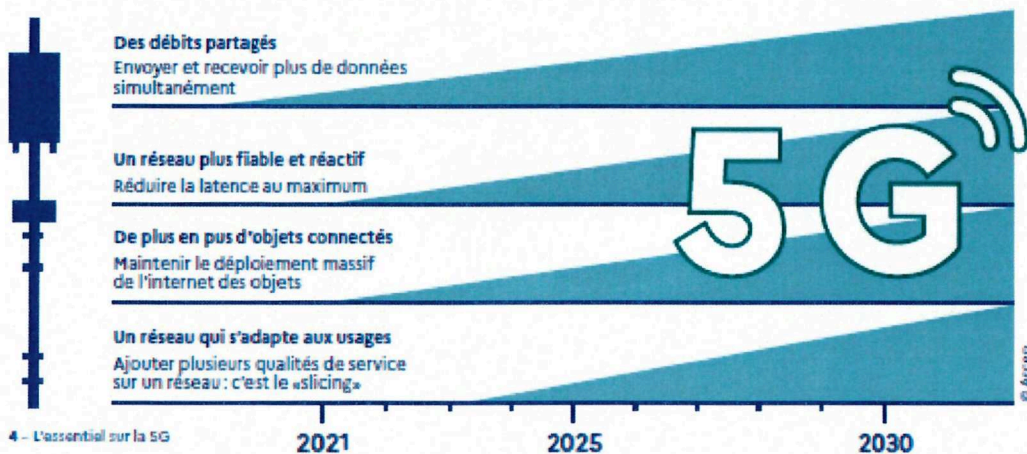 Des débits partagés
Envoyer et recevoir plus de données
simultanément
Un réseau plus fiable et réactif
Réduire la latence au maximum
De plus en pus d'objets connectés
Maintenir le déploiement massif
de l'internet des objets
Un réseau qui s'adapte aux usages
Ajouter plusieurs qualités de service
sur un réseau : c'est le «slicing»
5G
© Arcep
4 – L'essentiel sur la 5G
2021
2025
2030